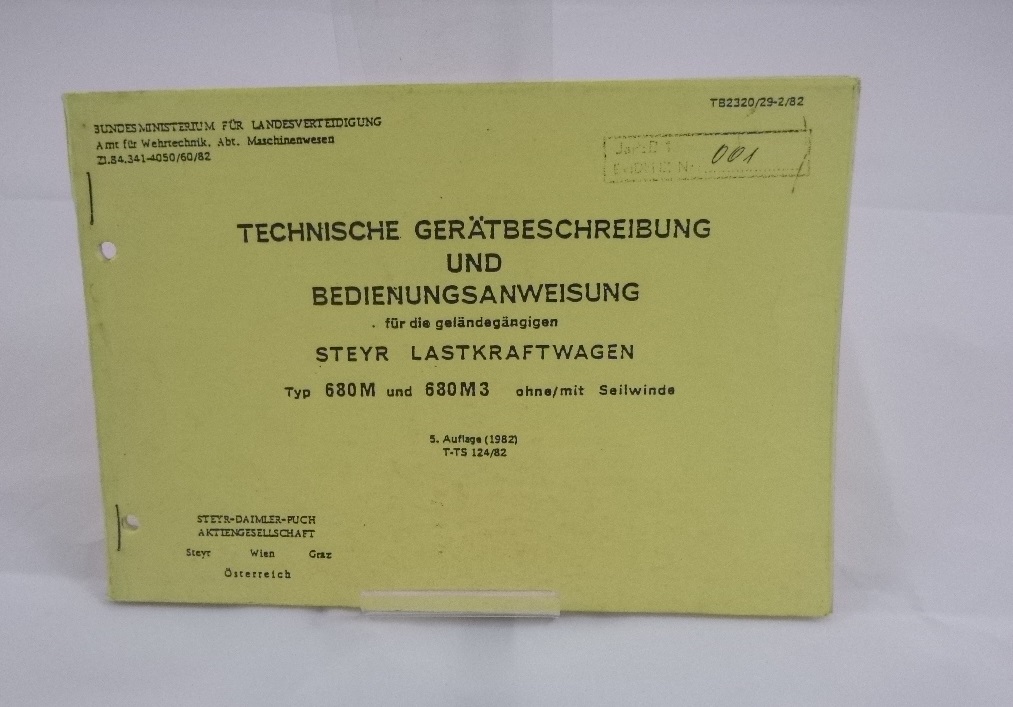 TB2320/29-2/82
BUNDESMINISTERIUM FÜR LANDESVERTEIDIGUNG
Amt für Wehrtechnik, Abt. Maschinenwesen
Zl.84.341-4050/60/82
001
TECHNISCHE GERÄTBESCHREIBUNG
UND
BEDIENUNGSANWEISUNG
für die geländegängigen
STEYR LASTKRAFTWAGEN
Typ 680M und 680M3 ohne/mit Seilwinde
5. Auflage (1982)
T-TS 124/82
STEYR-DAIMLER-PUCH
AKTIENGESELLSCHAFT
Steyr Wien Graz
Österreich